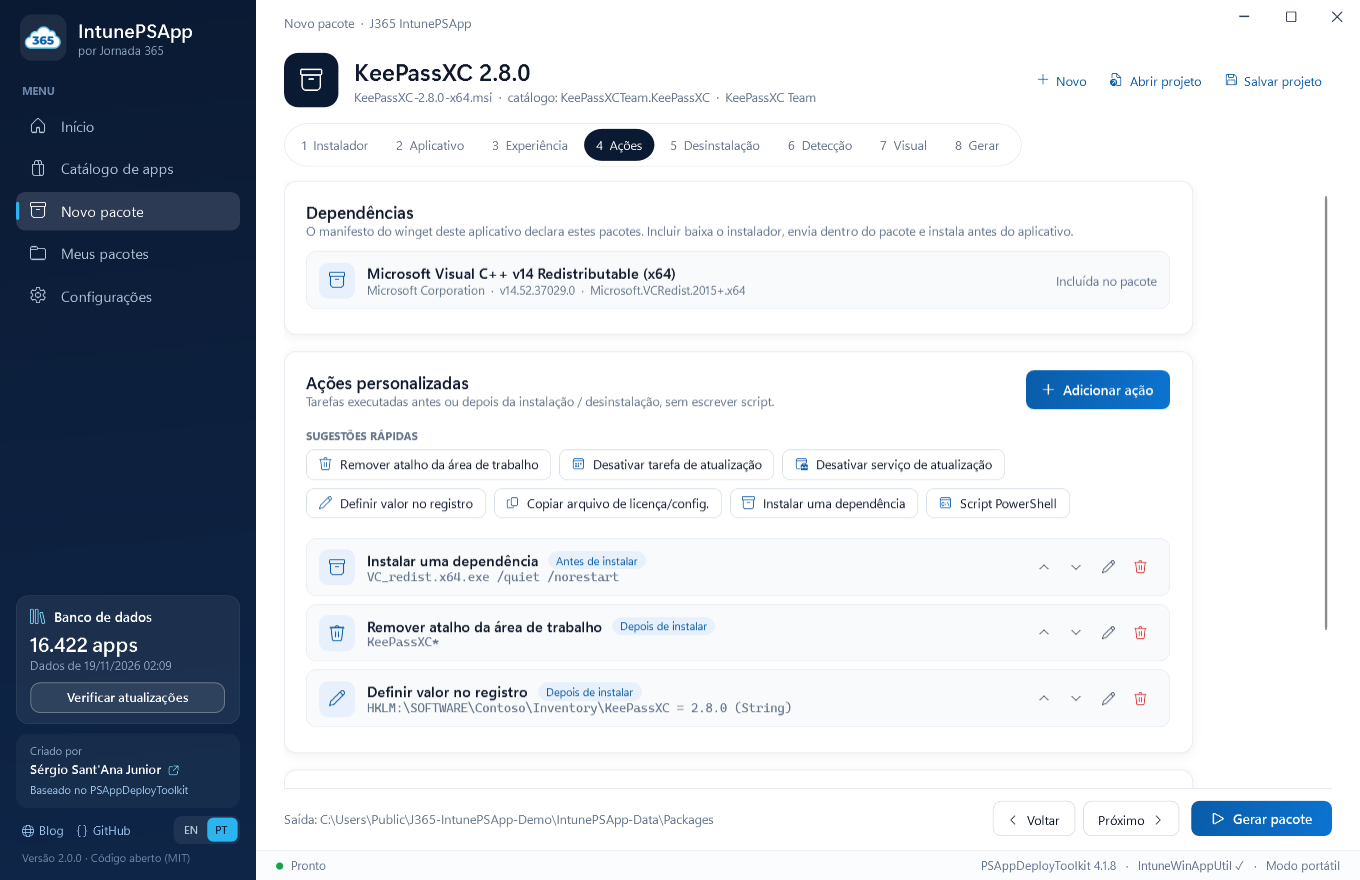 365
IntunePSApp
por Jornada 365
MENU
Início
Catálogo de apps
Novo pacote
Meus pacotes
Configurações
Banco de dados
16.422 apps
Dados de 19/11/2026 02:09
Verificar atualizações
Criado por
Sérgio Sant'Ana Junior
Baseado no PSAppDeployToolkit
Blog {} GitHub EN PT
Versão 2.0.0 · Código aberto (MIT)
Novo pacote · J365 IntunePSApp
KeePassXC 2.8.0
KeePassXC-2.8.0-x64.msi · catálogo: KeePassXCTeam.KeePassXC · KeePassXC Team
Novo Abrir projeto Salvar projeto
1 Instalador 2 Aplicativo 3 Experiência 4 Ações 5 Desinstalação 6 Detecção 7 Visual 8 Gerar
Dependências
O manifesto do winget deste aplicativo declara estes pacotes. Incluir baixa o instalador, envia dentro do pacote e instala antes do aplicativo.
Microsoft Visual C++ v14 Redistributable (x64)
Microsoft Corporation · v14.52.37029.0 · Microsoft.VCRedist.2015+.x64
Incluída no pacote
Ações personalizadas
Tarefas executadas antes ou depois da instalação / desinstalação, sem escrever script.
Adicionar ação
SUGESTÕES RÁPIDAS
Remover atalho da área de trabalho Desativar tarefa de atualização Desativar serviço de atualização
Definir valor no registro Copiar arquivo de licença/config. Instalar uma dependência Script PowerShell
Instalar uma dependência Antes de instalar
VC_redist.x64.exe /quiet /norestart
Remover atalho da área de trabalho Depois de instalar
KeePassXC*
Definir valor no registro Depois de instalar
HKLM:\SOFTWARE\Contoso\Inventory\KeePassXC = 2.8.0 (String)
Saída: C:\Users\Public\J365-IntunePSApp-Demo\IntunePSApp-Data\Packages
Voltar Próximo Gerar pacote
Pronto
PSAppDeployToolkit 4.1.8 · IntuneWinAppUtil ✓ · Modo portátil